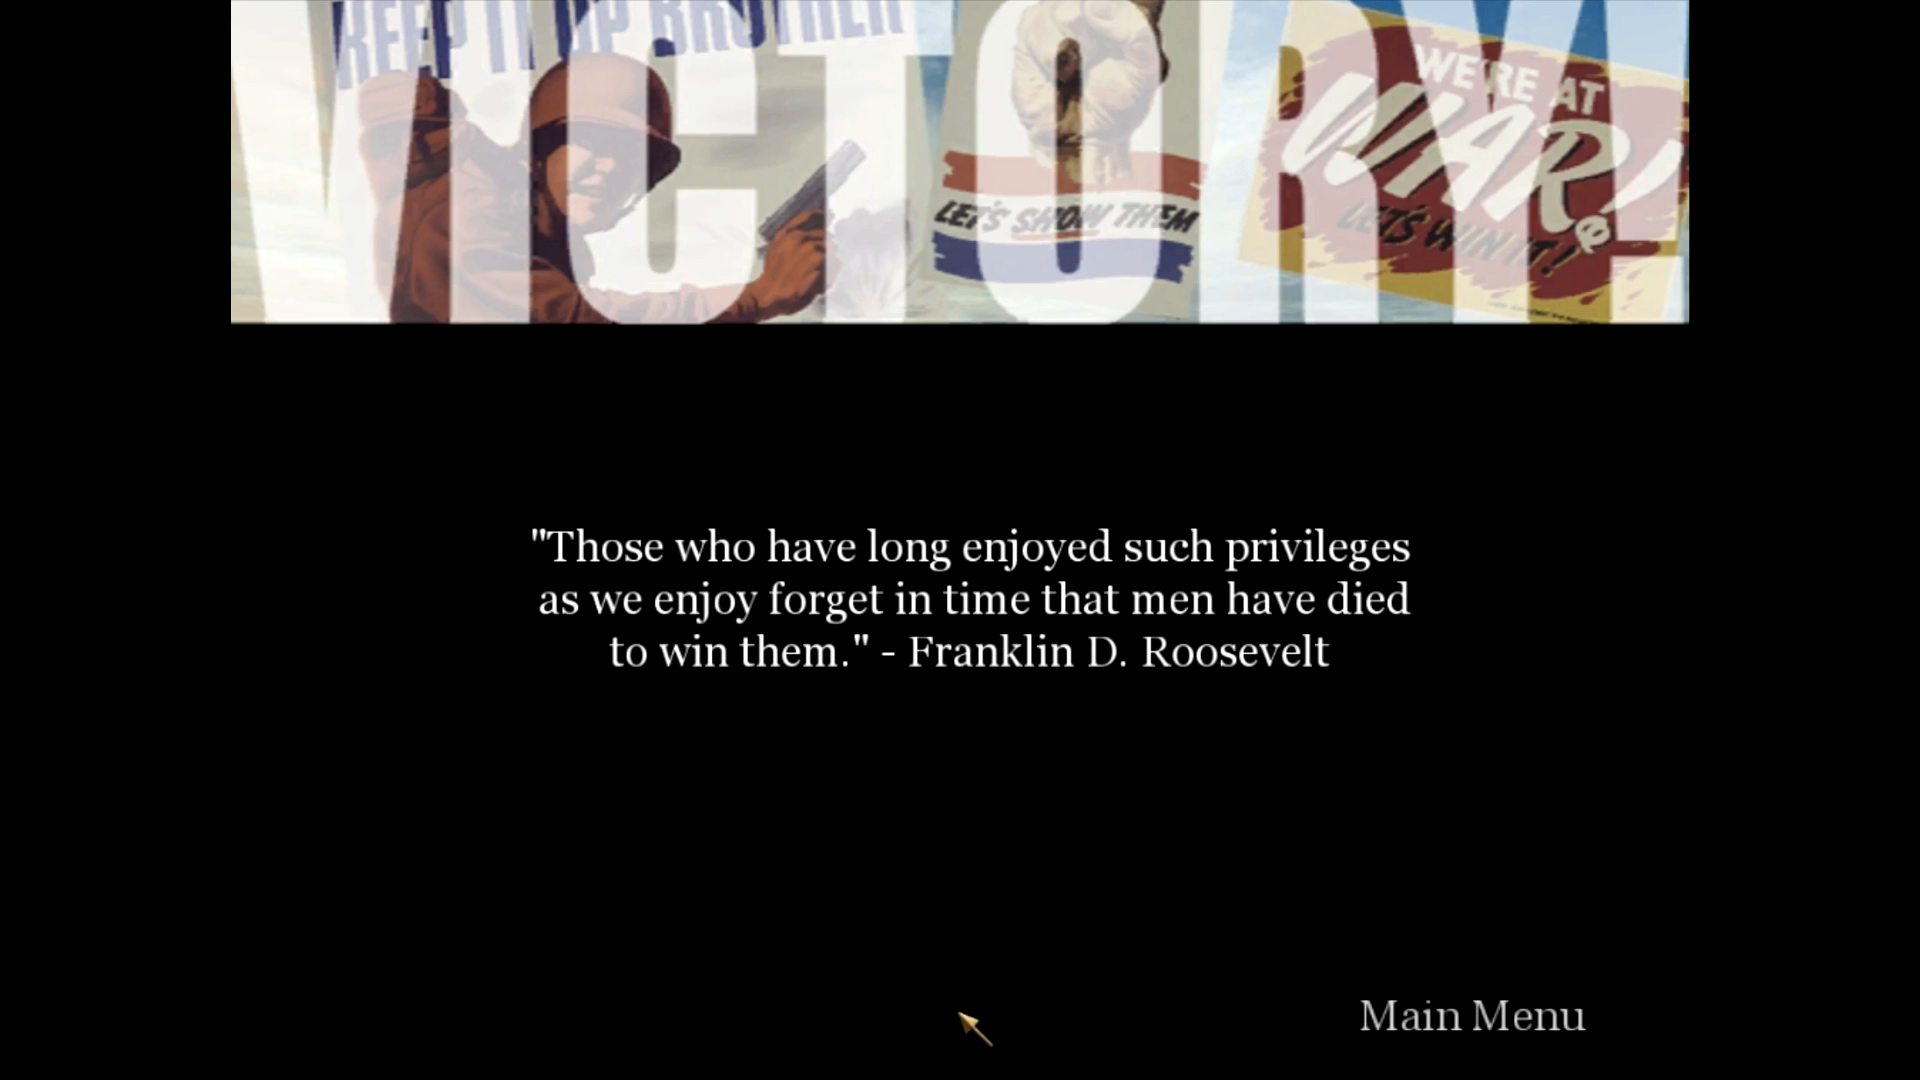 KEEP IT UP BROTHER
VICTORY!
LET'S SHOW THEM
WE'RE AT
WAR!
LET'S WIN IT!
"Those who have long enjoyed such privileges
as we enjoy forget in time that men have died
to win them." - Franklin D. Roosevelt
Main Menu